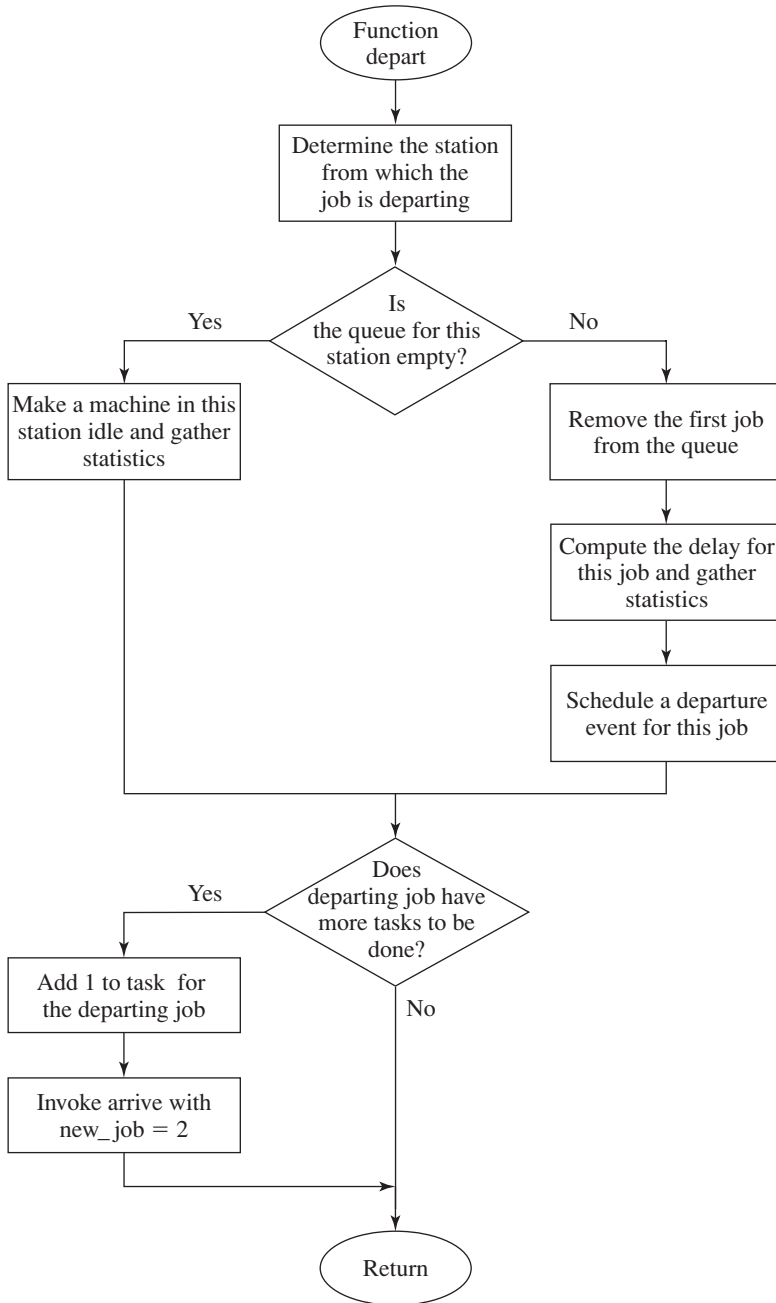 Function
depart
Determine the station
from which the
job is departing
Is
the queue for this
station empty?
Yes
No
Make a machine in this
station idle and gather
statistics
Remove the first job
from the queue
Compute the delay for
this job and gather
statistics
Schedule a departure
event for this job
Does
departing job have
more tasks to be
done?
Yes
No
Add 1 to task for
the departing job
Invoke arrive with
new_job = 2
Return